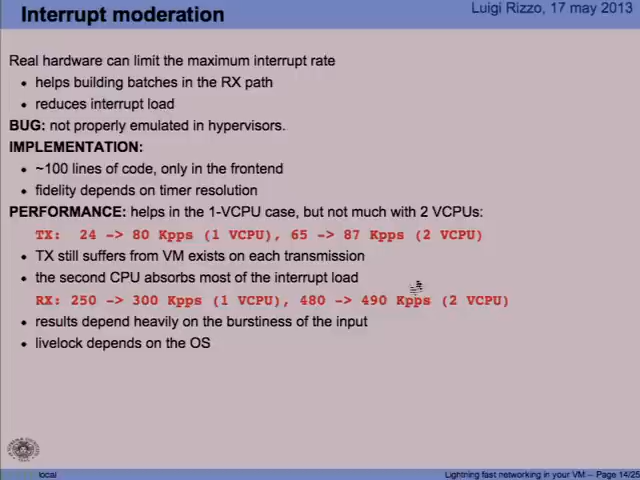 Interrupt moderation
Luigi Rizzo, 17 may 2013
Real hardware can limit the maximum interrupt rate
• helps building batches in the RX path
• reduces interrupt load
BUG: not properly emulated in hypervisors.
IMPLEMENTATION:
• ~100 lines of code, only in the frontend
• fidelity depends on timer resolution
PERFORMANCE: helps in the 1-VCPU case, but not much with 2 VCPUs:
TX: 24 -> 80 Kpps (1 VCPU), 65 -> 87 Kpps (2 VCPU)
• TX still suffers from VM exists on each transmission
• the second CPU absorbs most of the interrupt load
RX: 250 -> 300 Kpps (1 VCPU), 480 -> 490 Kpps (2 VCPU)
• results depend heavily on the burstiness of the input
• livelock depends on the OS
local
Lightning fast networking in your VM -- Page 14/25